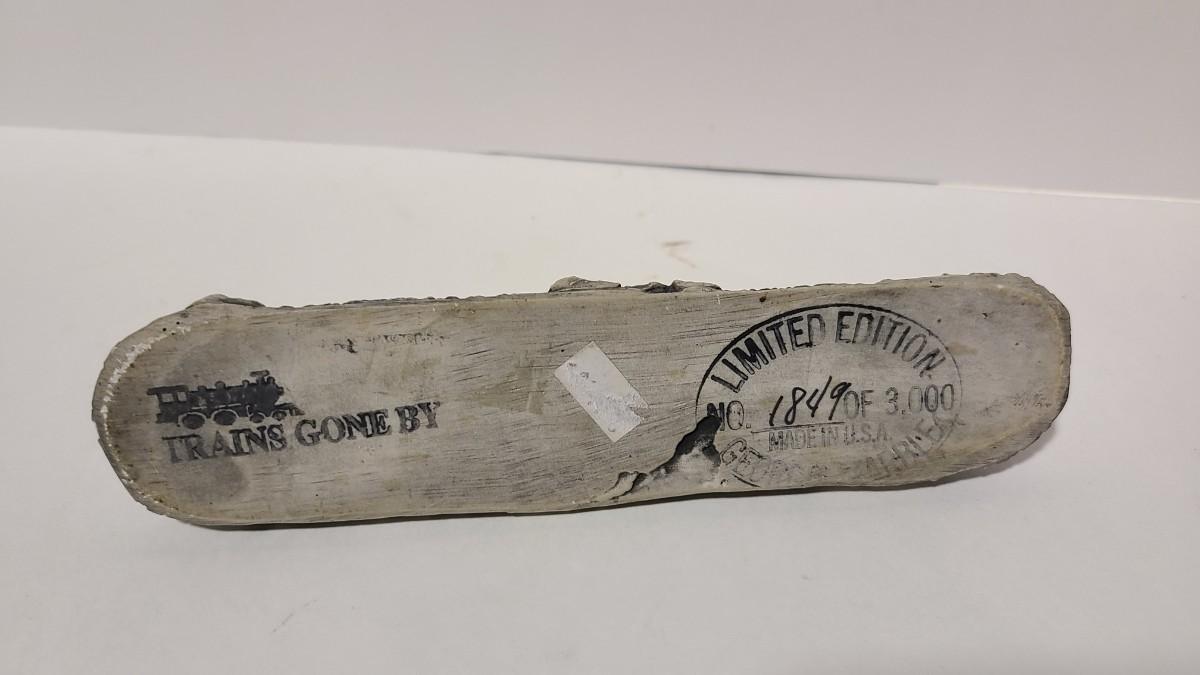 TRAINS GONE BY
LIMITED EDITION
NO. 1849 OF 3,000
MADE IN U.S.A.